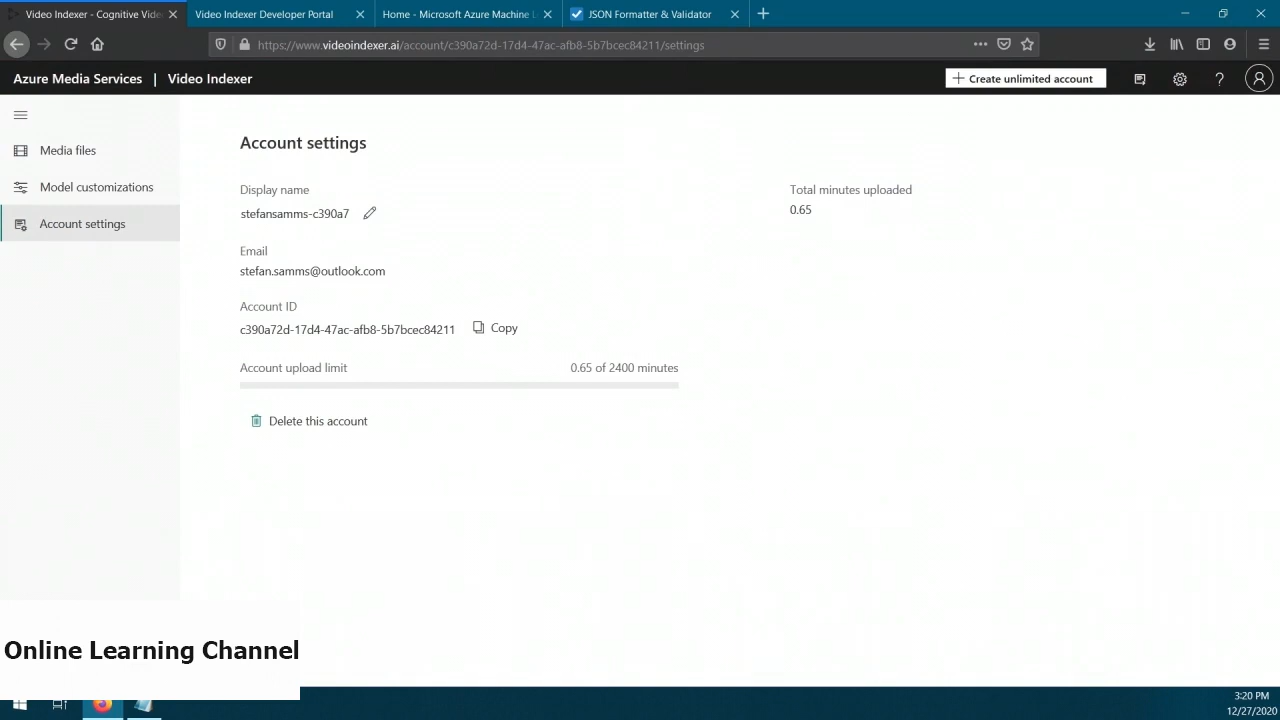 Video Indexer - Cognitive Vide
Video Indexer Developer Portal
Home - Microsoft Azure Machine L
JSON Formatter & Validator
https://www.videoindexer.ai/account/c390a72d-17d4-47ac-afb8-5b7bcec84211/settings
Azure Media Services | Video Indexer
Create unlimited account
Media files
Model customizations
Account settings
Account settings
Display name
stefansamms-c390a7
Email
stefan.samms@outlook.com
Account ID
c390a72d-17d4-47ac-afb8-5b7bcec84211
Copy
Account upload limit
0.65 of 2400 minutes
Delete this account
Total minutes uploaded
0.65
Online Learning Channel
3:20 PM
12/27/2020